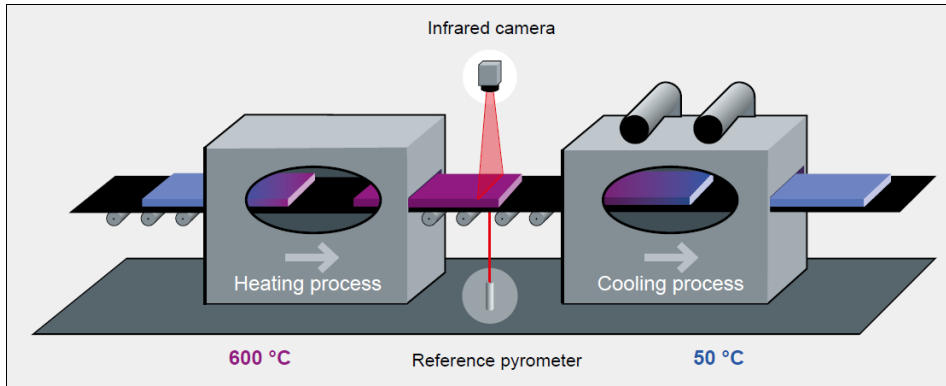 Infrared camera
Heating process
Cooling process
600 °C
Reference pyrometer
50 °C